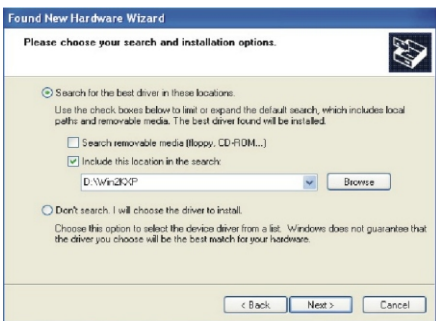 Found New Hardware Wizard
Please choose your search and installation options.
Search for the best driver in these locations.
Use the check boxes below to limit or expand the default search, which includes local
paths and removable media. The best driver found will be installed.
Search removable media (floppy, CD-ROM...)
Include this location in the search:
D:\Win2KXP
Browse
Don't search. I will choose the driver to install.
Choose this option to select the device driver from a list. Windows does not guarantee that
the driver you choose will be the best match for your hardware.
< Back Next > Cancel